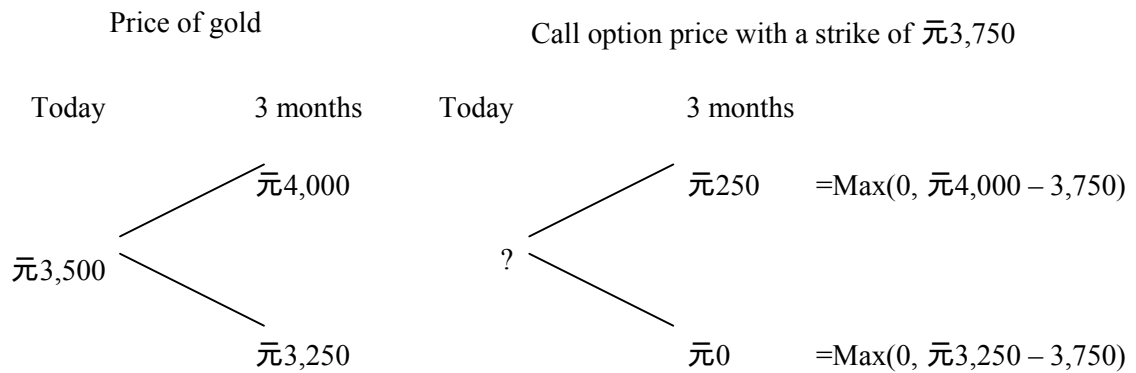 Price of gold
Call option price with a strike of 元3,750
Today 3 months Today 3 months
元4,000 元250 =Max(0, 元4,000 – 3,750)
元3,500 ?
元3,250 元0 =Max(0, 元3,250 – 3,750)